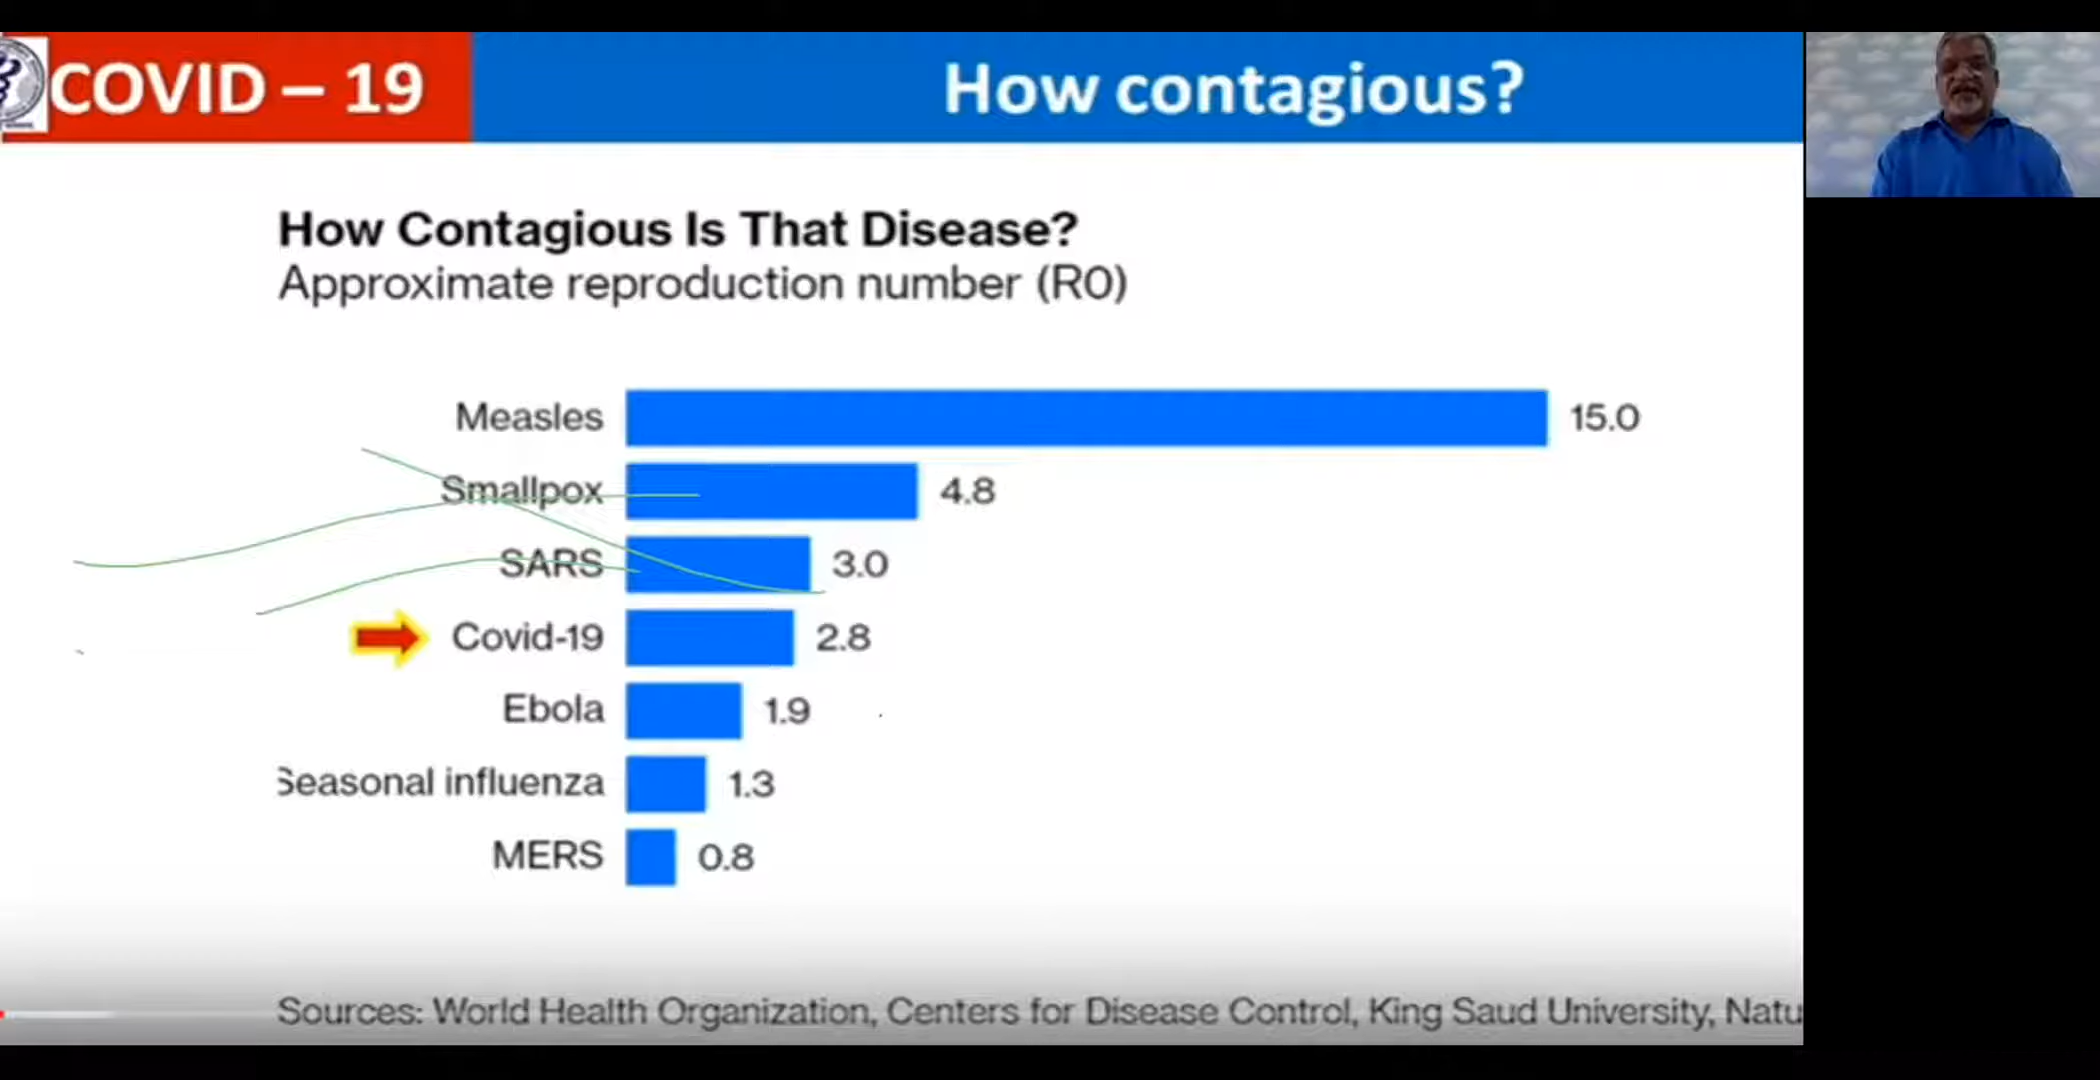 COVID – 19
How contagious?
How Contagious Is That Disease?
Approximate reproduction number (R0)
Measles 15.0
Smallpox 4.8
SARS 3.0
Covid-19 2.8
Ebola 1.9
Seasonal influenza 1.3
MERS 0.8
Sources: World Health Organization, Centers for Disease Control, King Saud University, Natu